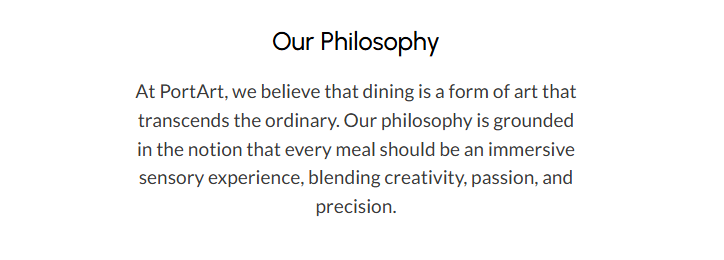 Our Philosophy
At PortArt, we believe that dining is a form of art that
transcends the ordinary. Our philosophy is grounded
in the notion that every meal should be an immersive
sensory experience, blending creativity, passion, and
precision.